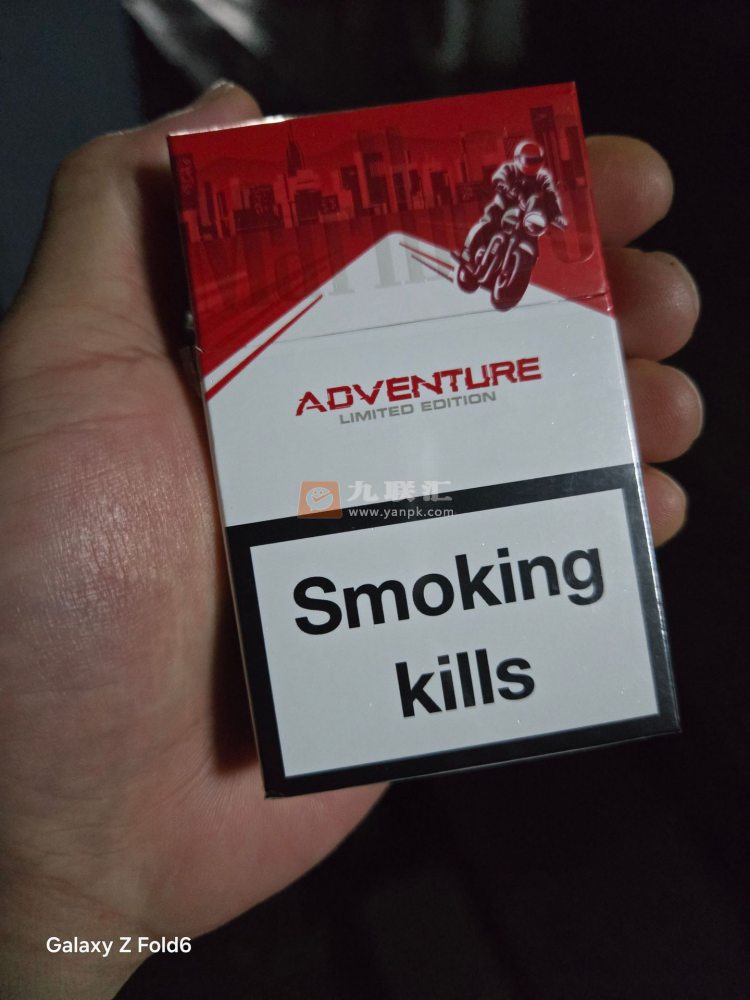 ADVENTURE
LIMITED EDITION
九联汇
www.yanpk.com
Smoking
kills
Galaxy Z Fold6